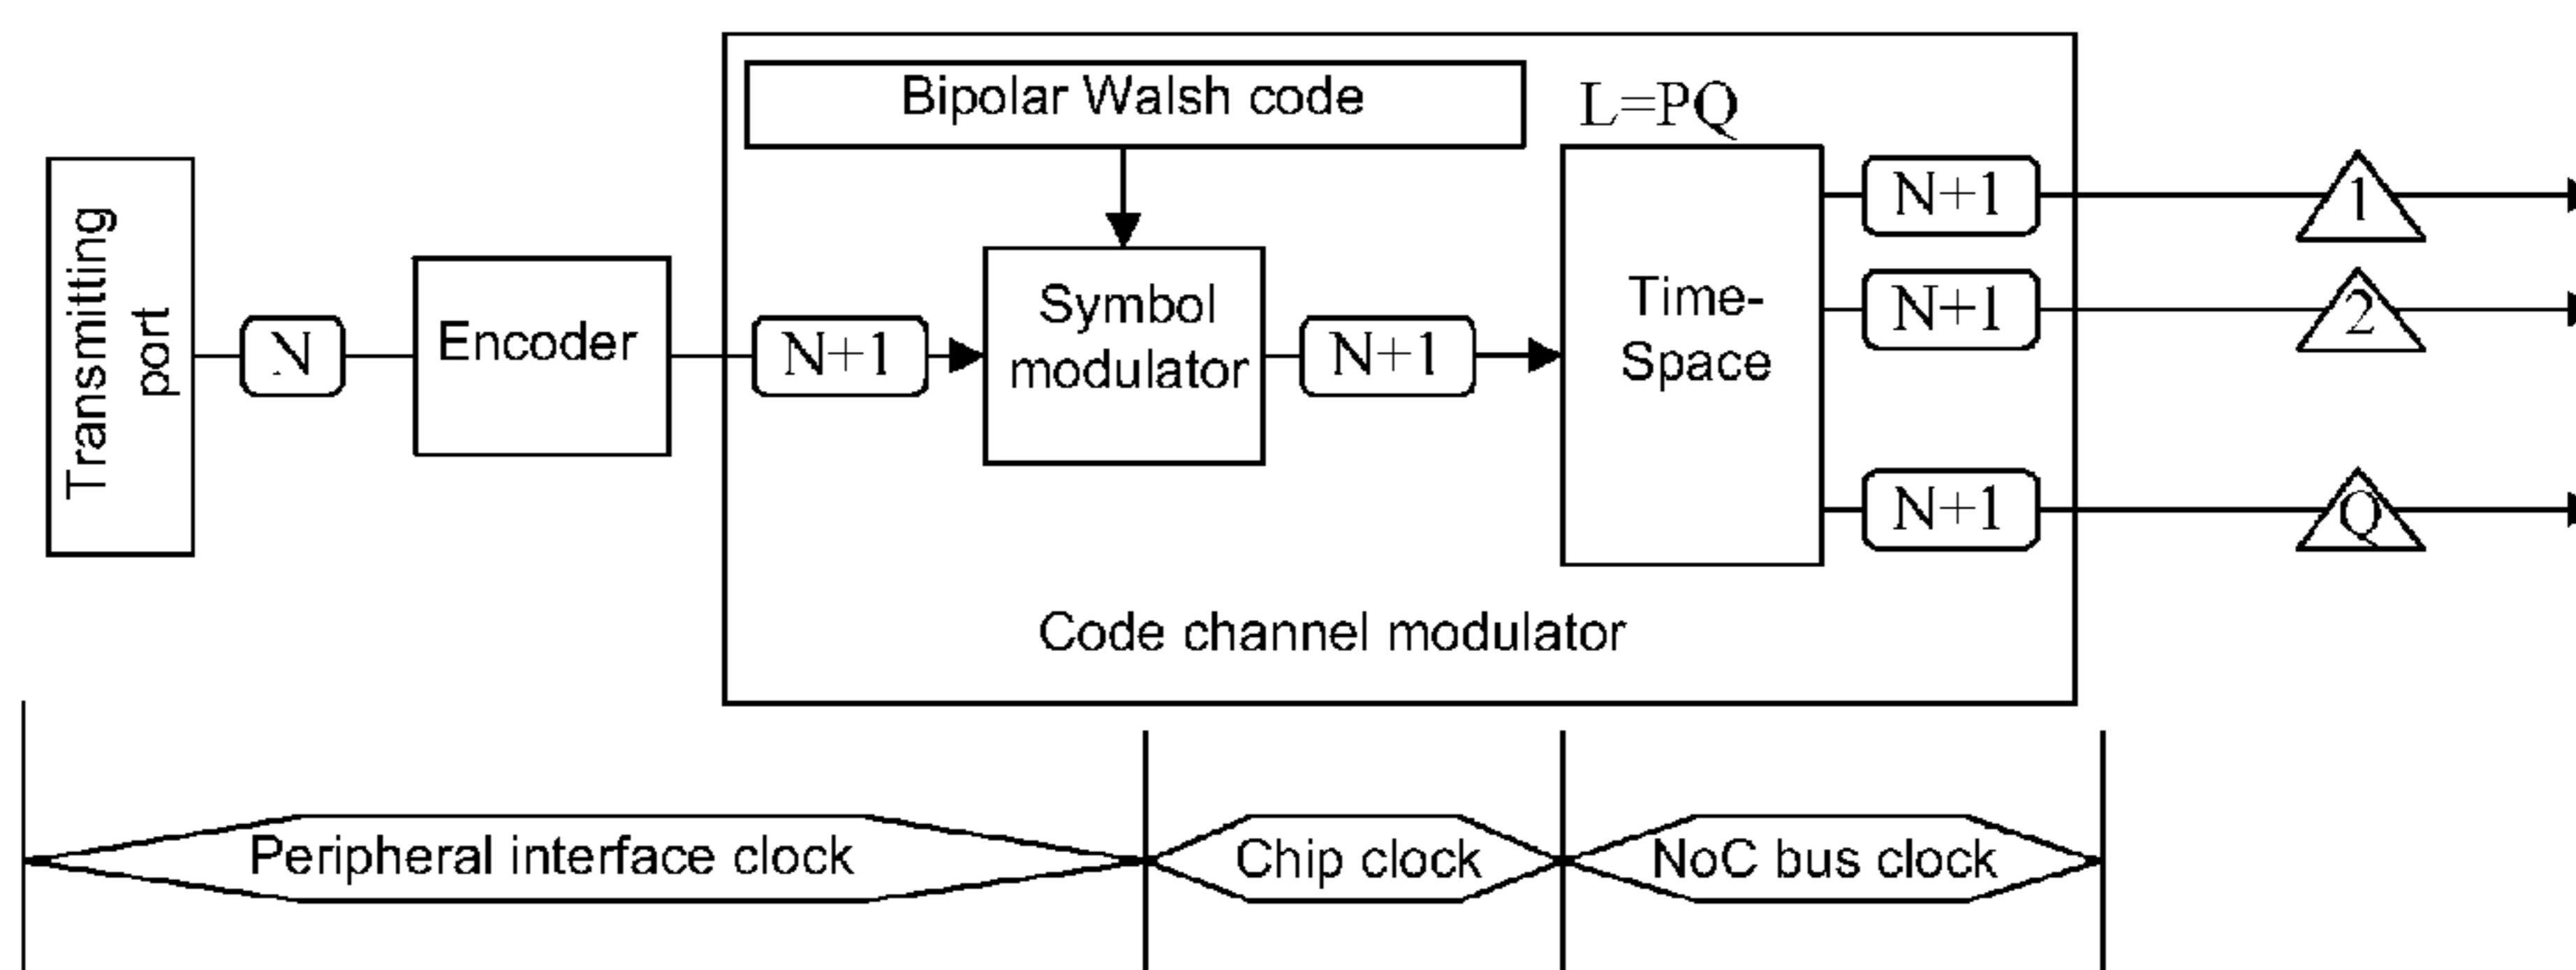 Bipolar Walsh code
L=PQ
Transmitting
port
N
Encoder
N+1
Symbol
modulator
N+1
Time-
Space
N+1
N+1
N+1
1
2
Q
Code channel modulator
Peripheral interface clock
Chip clock
NoC bus clock